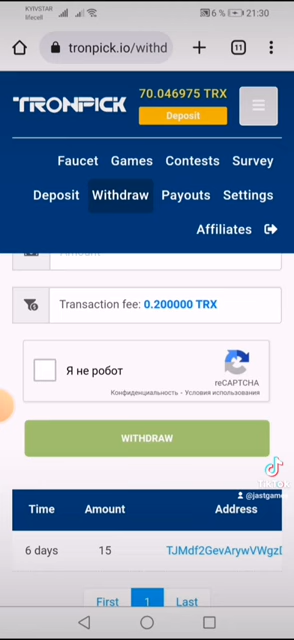 KYIVSTAR
lifecell
6 %
21:30
tronpick.io/withd
11
TRONPICK
70.046975 TRX
Deposit
Faucet Games Contests Survey
Deposit Withdraw Payouts Settings
Affiliates
Amount
Transaction fee: 0.200000 TRX
Я не робот
reCAPTCHA
Конфиденциальность - Условия использования
WITHDRAW
TikTok
@jastgame
Time Amount Address
6 days 15 TJMdf2GevArywVWgzD
First 1 Last